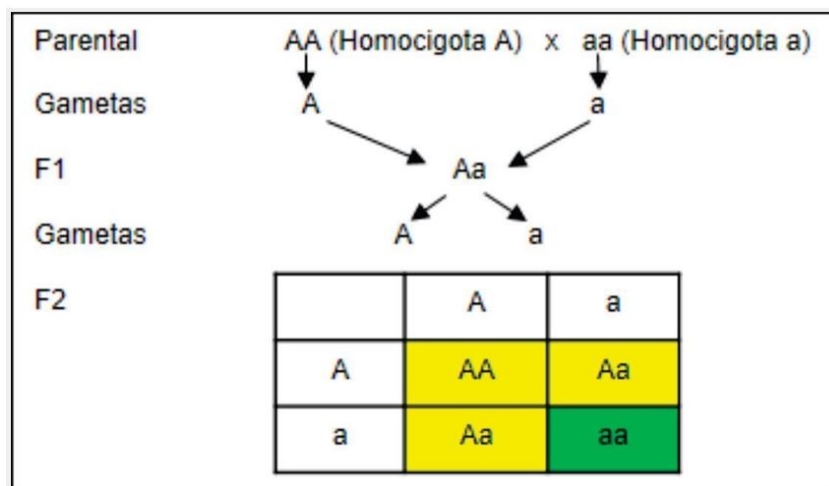 Parental AA (Homocigota A) x aa (Homocigota a)
Gametas A a
F1 Aa
Gametas A a
F2 A a
A AA Aa
a Aa aa